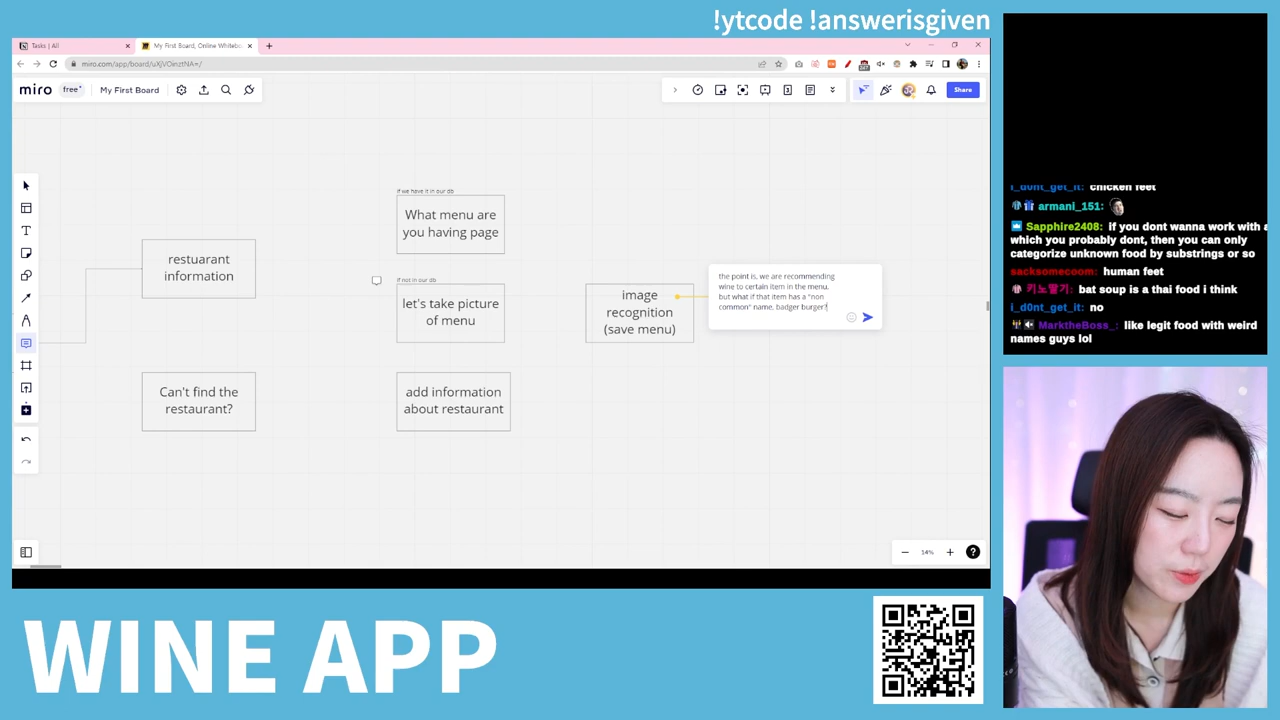 !ytcode !answerisgiven
Tasks | All
My First Board, Online Whitebo
miro.com/app/board/uXjVOinztNA=/
miro
free
My First Board
Share
restuarant
information
Can't find the
restaurant?
if we have it in our db
What menu are
you having page
if not in our db
let's take picture
of menu
add information
about restaurant
image
recognition
(save menu)
the point is, we are recommending
wine to certain item in the menu.
but what if that item has a "non
common" name, badger burger?
14%
i_d0nt_get_it: chicken feet
armani_151:
Sapphire2408: if you dont wanna work with a
which you probably dont, then you can only
categorize unknown food by substrings or so
sacksomecoom: human feet
키노딸기: bat soup is a thai food i think
i_d0nt_get_it: no
MarktheBoss_: like legit food with weird
names guys lol
WINE APP